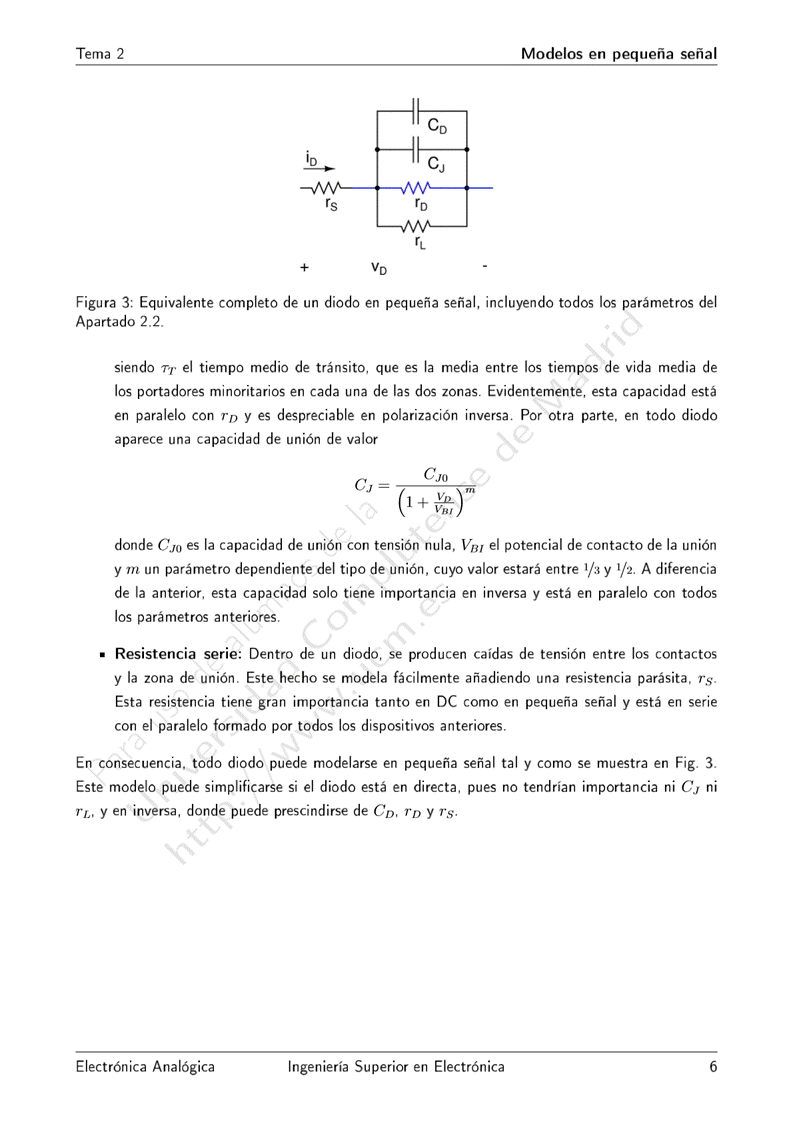 Tema 2 Modelos en pequeña señal
C_D
i_D
C_J
r_S r_D
r_L
+ v_D -
Figura 3: Equivalente completo de un diodo en pequeña señal, incluyendo todos los parámetros del
Apartado 2.2.
siendo τ_T el tiempo medio de tránsito, que es la media entre los tiempos de vida media de
los portadores minoritarios en cada una de las dos zonas. Evidentemente, esta capacidad está
en paralelo con r_D y es despreciable en polarización inversa. Por otra parte, en todo diodo
aparece una capacidad de unión de valor
C_J = C_{J0} / (1 + V_D/V_{BI})^m
donde C_{J0} es la capacidad de unión con tensión nula, V_{BI} el potencial de contacto de la unión
y m un parámetro dependiente del tipo de unión, cuyo valor estará entre 1/3 y 1/2. A diferencia
de la anterior, esta capacidad solo tiene importancia en inversa y está en paralelo con todos
los parámetros anteriores.
▪ Resistencia serie: Dentro de un diodo, se producen caídas de tensión entre los contactos
y la zona de unión. Este hecho se modela fácilmente añadiendo una resistencia parásita, r_S.
Esta resistencia tiene gran importancia tanto en DC como en pequeña señal y está en serie
con el paralelo formado por todos los dispositivos anteriores.
En consecuencia, todo diodo puede modelarse en pequeña señal tal y como se muestra en Fig. 3.
Este modelo puede simplificarse si el diodo está en directa, pues no tendrían importancia ni C_J ni
r_L, y en inversa, donde puede prescindirse de C_D, r_D y r_S.
Para uso de alumnos de la
Universidad Complutense de Madrid
http://www.ucm.es
Electrónica Analógica Ingeniería Superior en Electrónica 6